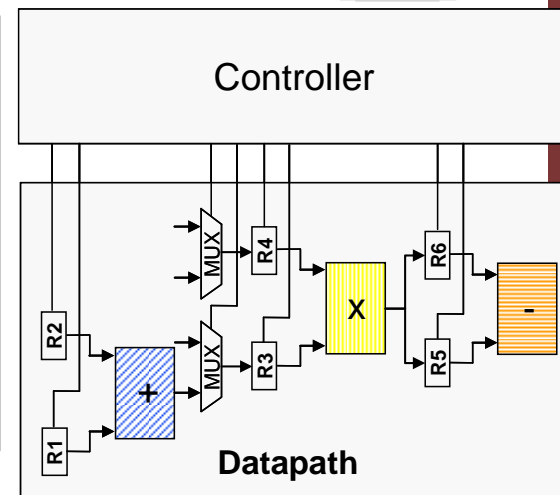 Controller
MUX
R4
R6
R2
MUX
R3
X
-
R5
+
R1
Datapath